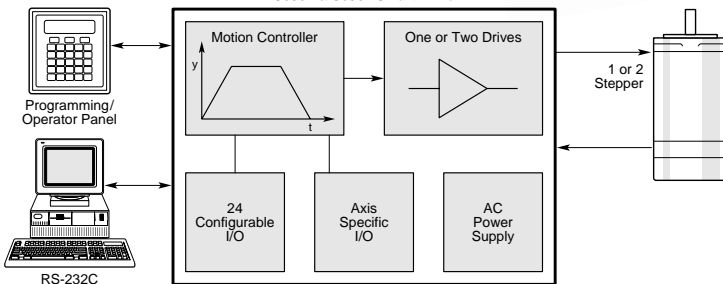 Motion Controller
y
t
One or Two Drives
1 or 2
Stepper
Programming/
Operator Panel
24
Configurable
I/O
Axis
Specific
I/O
AC
Power
Supply
RS-232C